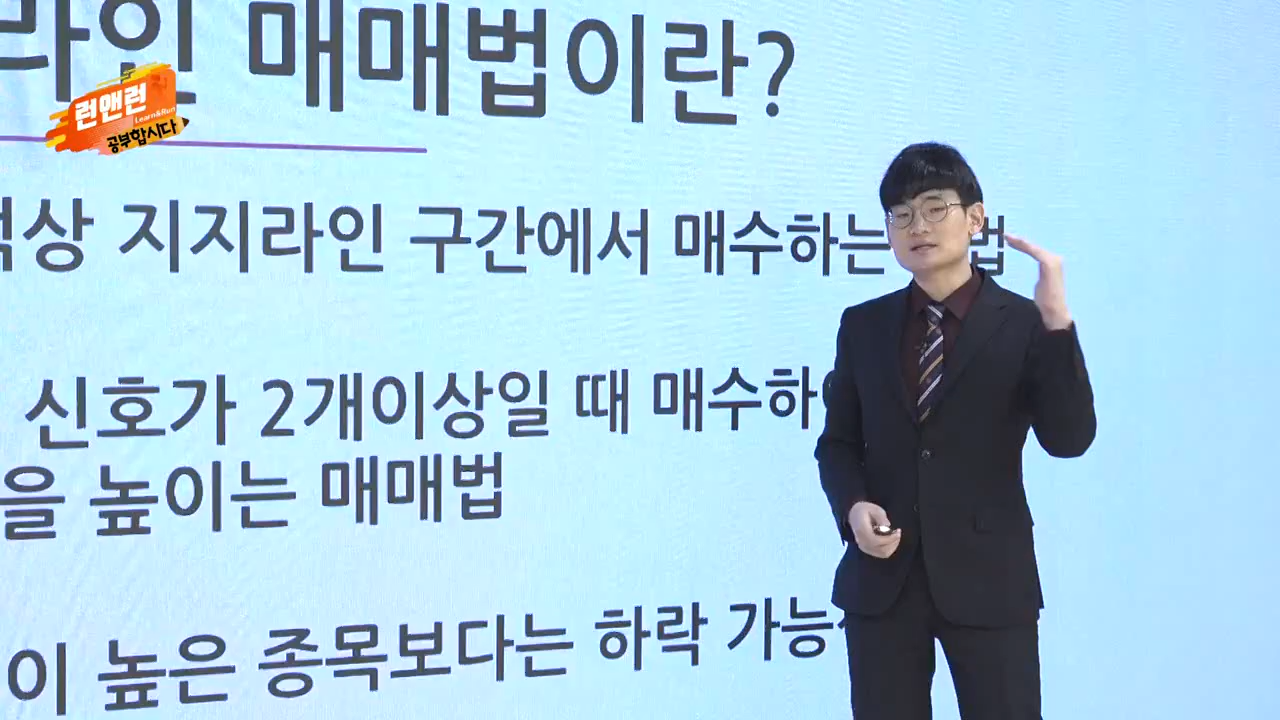 라인 매매법이란?
런앤런
Learn&Run
공부합시다
상 지지라인 구간에서 매수하는 법
신호가 2개이상일 때 매수하
을 높이는 매매법
이 높은 종목보다는 하락 가능